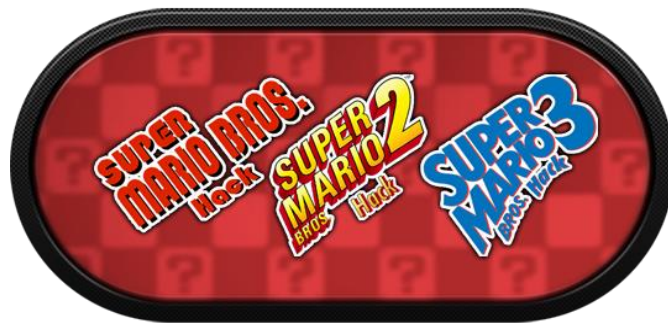 SUPER
MARIO BROS.
Hack
SUPER
MARIO 2
BROS Hack
SUPER
MARIO 3
BROS. Hack